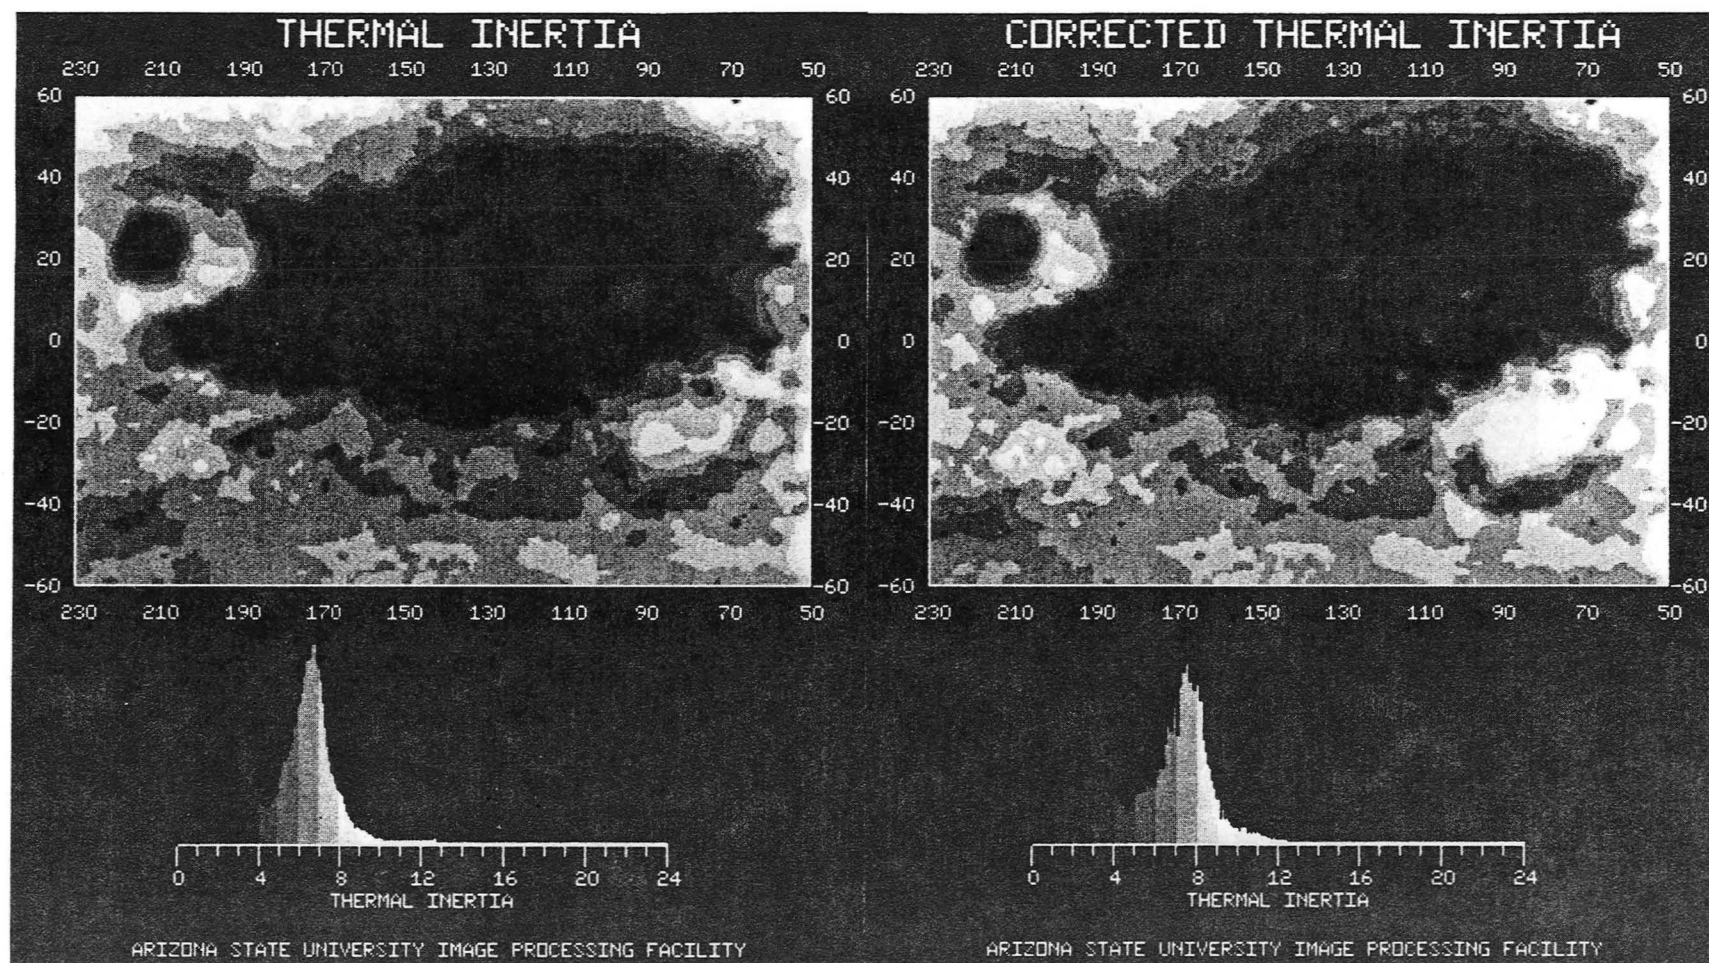 THERMAL INERTIA
230 210 190 170 150 130 110 90 70 50
60 60
40 40
20 20
0 0
-20 -20
-40 -40
-60 -60
230 210 190 170 150 130 110 90 70 50
0 4 8 12 16 20 24
THERMAL INERTIA
ARIZONA STATE UNIVERSITY IMAGE PROCESSING FACILITY
CORRECTED THERMAL INERTIA
230 210 190 170 150 130 110 90 70 50
60 60
40 40
20 20
0 0
-20 -20
-40 -40
-60 -60
230 210 190 170 150 130 110 90 70 50
0 4 8 12 16 20 24
THERMAL INERTIA
ARIZONA STATE UNIVERSITY IMAGE PROCESSING FACILITY